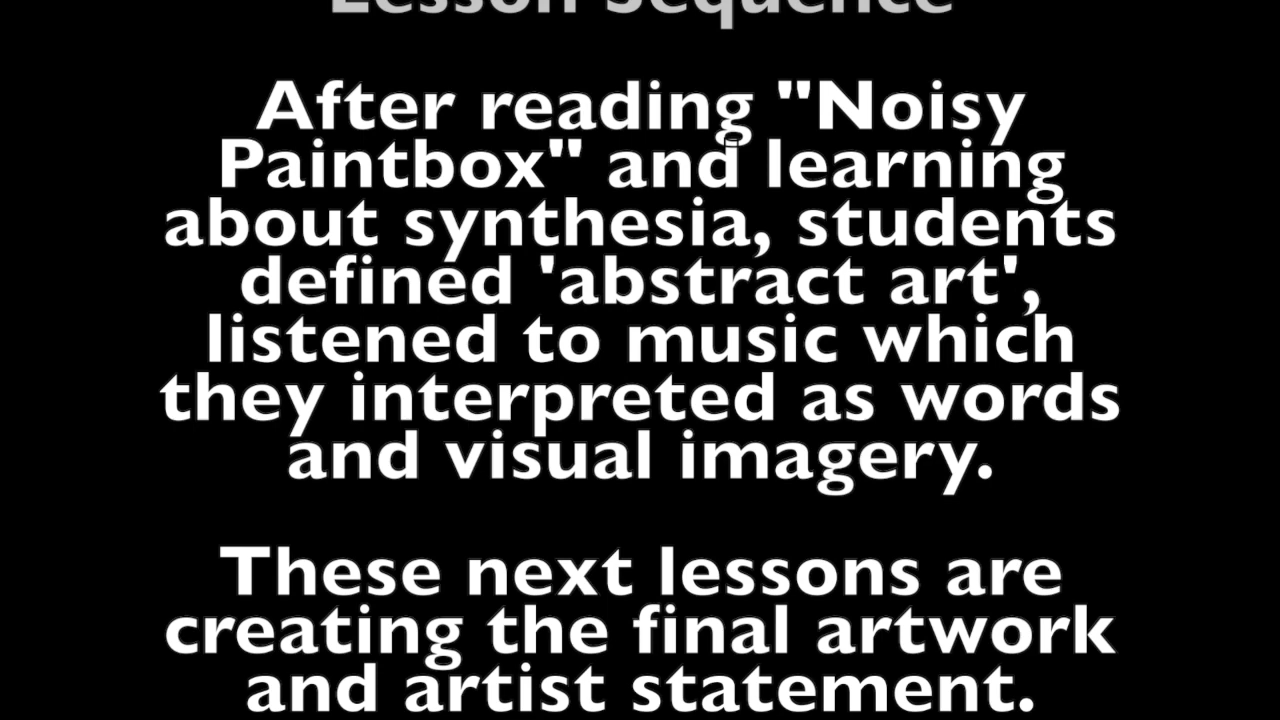 Lesson Sequence
After reading "Noisy
Paintbox" and learning
about synthesia, students
defined 'abstract art',
listened to music which
they interpreted as words
and visual imagery.
These next lessons are
creating the final artwork
and artist statement.